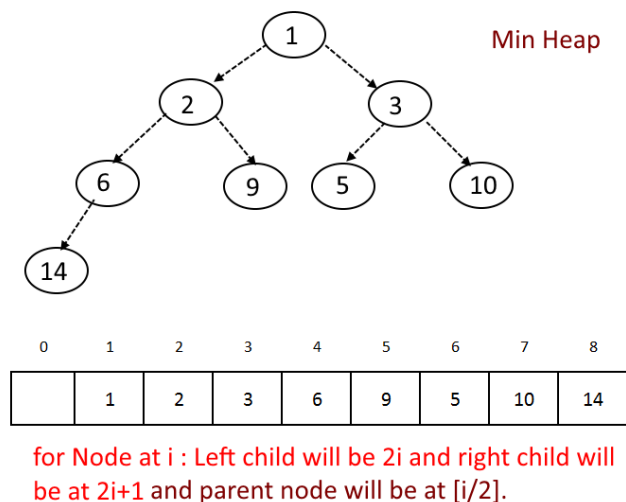 1
Min Heap
2
3
6
9
5
10
14
0 1 2 3 4 5 6 7 8
1 2 3 6 9 5 10 14
for Node at i : Left child will be 2i and right child will
be at 2i+1 and parent node will be at [i/2].